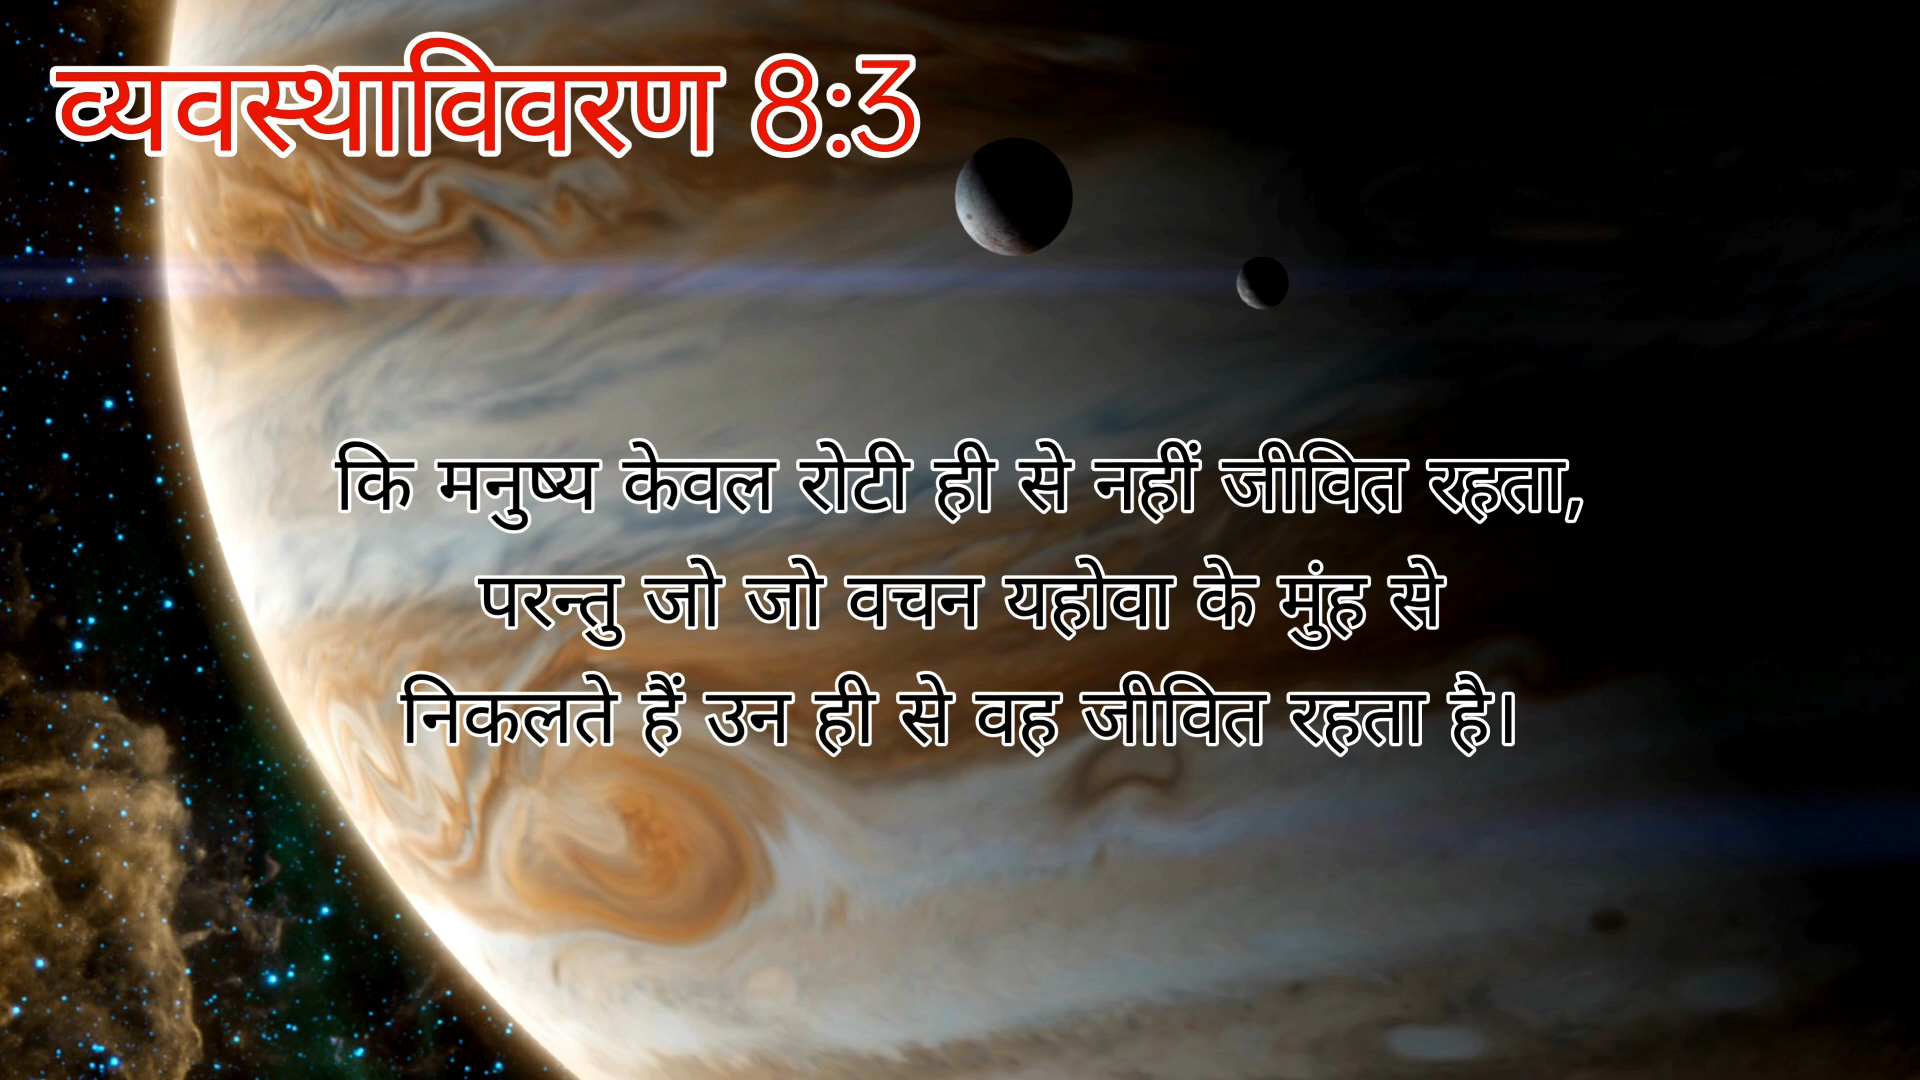 व्यवस्थाविवरण 8:3
कि मनुष्य केवल रोटी ही से नहीं जीवित रहता,
परन्तु जो जो वचन यहोवा के मुंह से
निकलते हैं उन ही से वह जीवित रहता है।